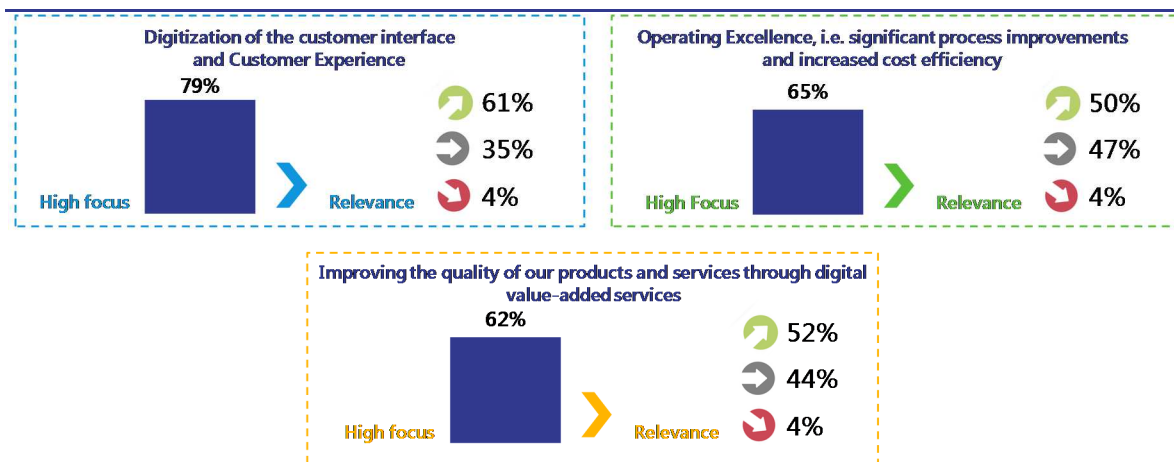 Digitization of the customer interface
and Customer Experience
79%
61%
35%
High focus
Relevance
4%
Operating Excellence, i.e. significant process improvements
and increased cost efficiency
65%
50%
47%
High Focus
Relevance
4%
Improving the quality of our products and services through digital
value-added services
62%
52%
44%
High focus
Relevance
4%